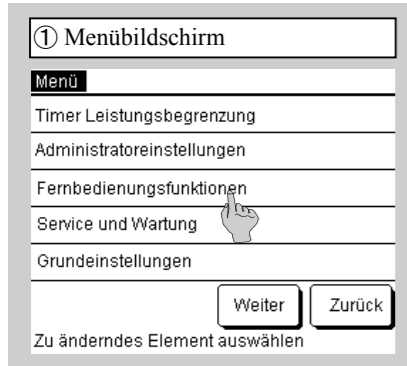 ① Menübildschirm
Menü
Timer Leistungsbegrenzung
Administratoreinstellungen
Fernbedienungsfunktionen
Service und Wartung
Grundeinstellungen
Weiter Zurück
Zu änderndes Element auswählen